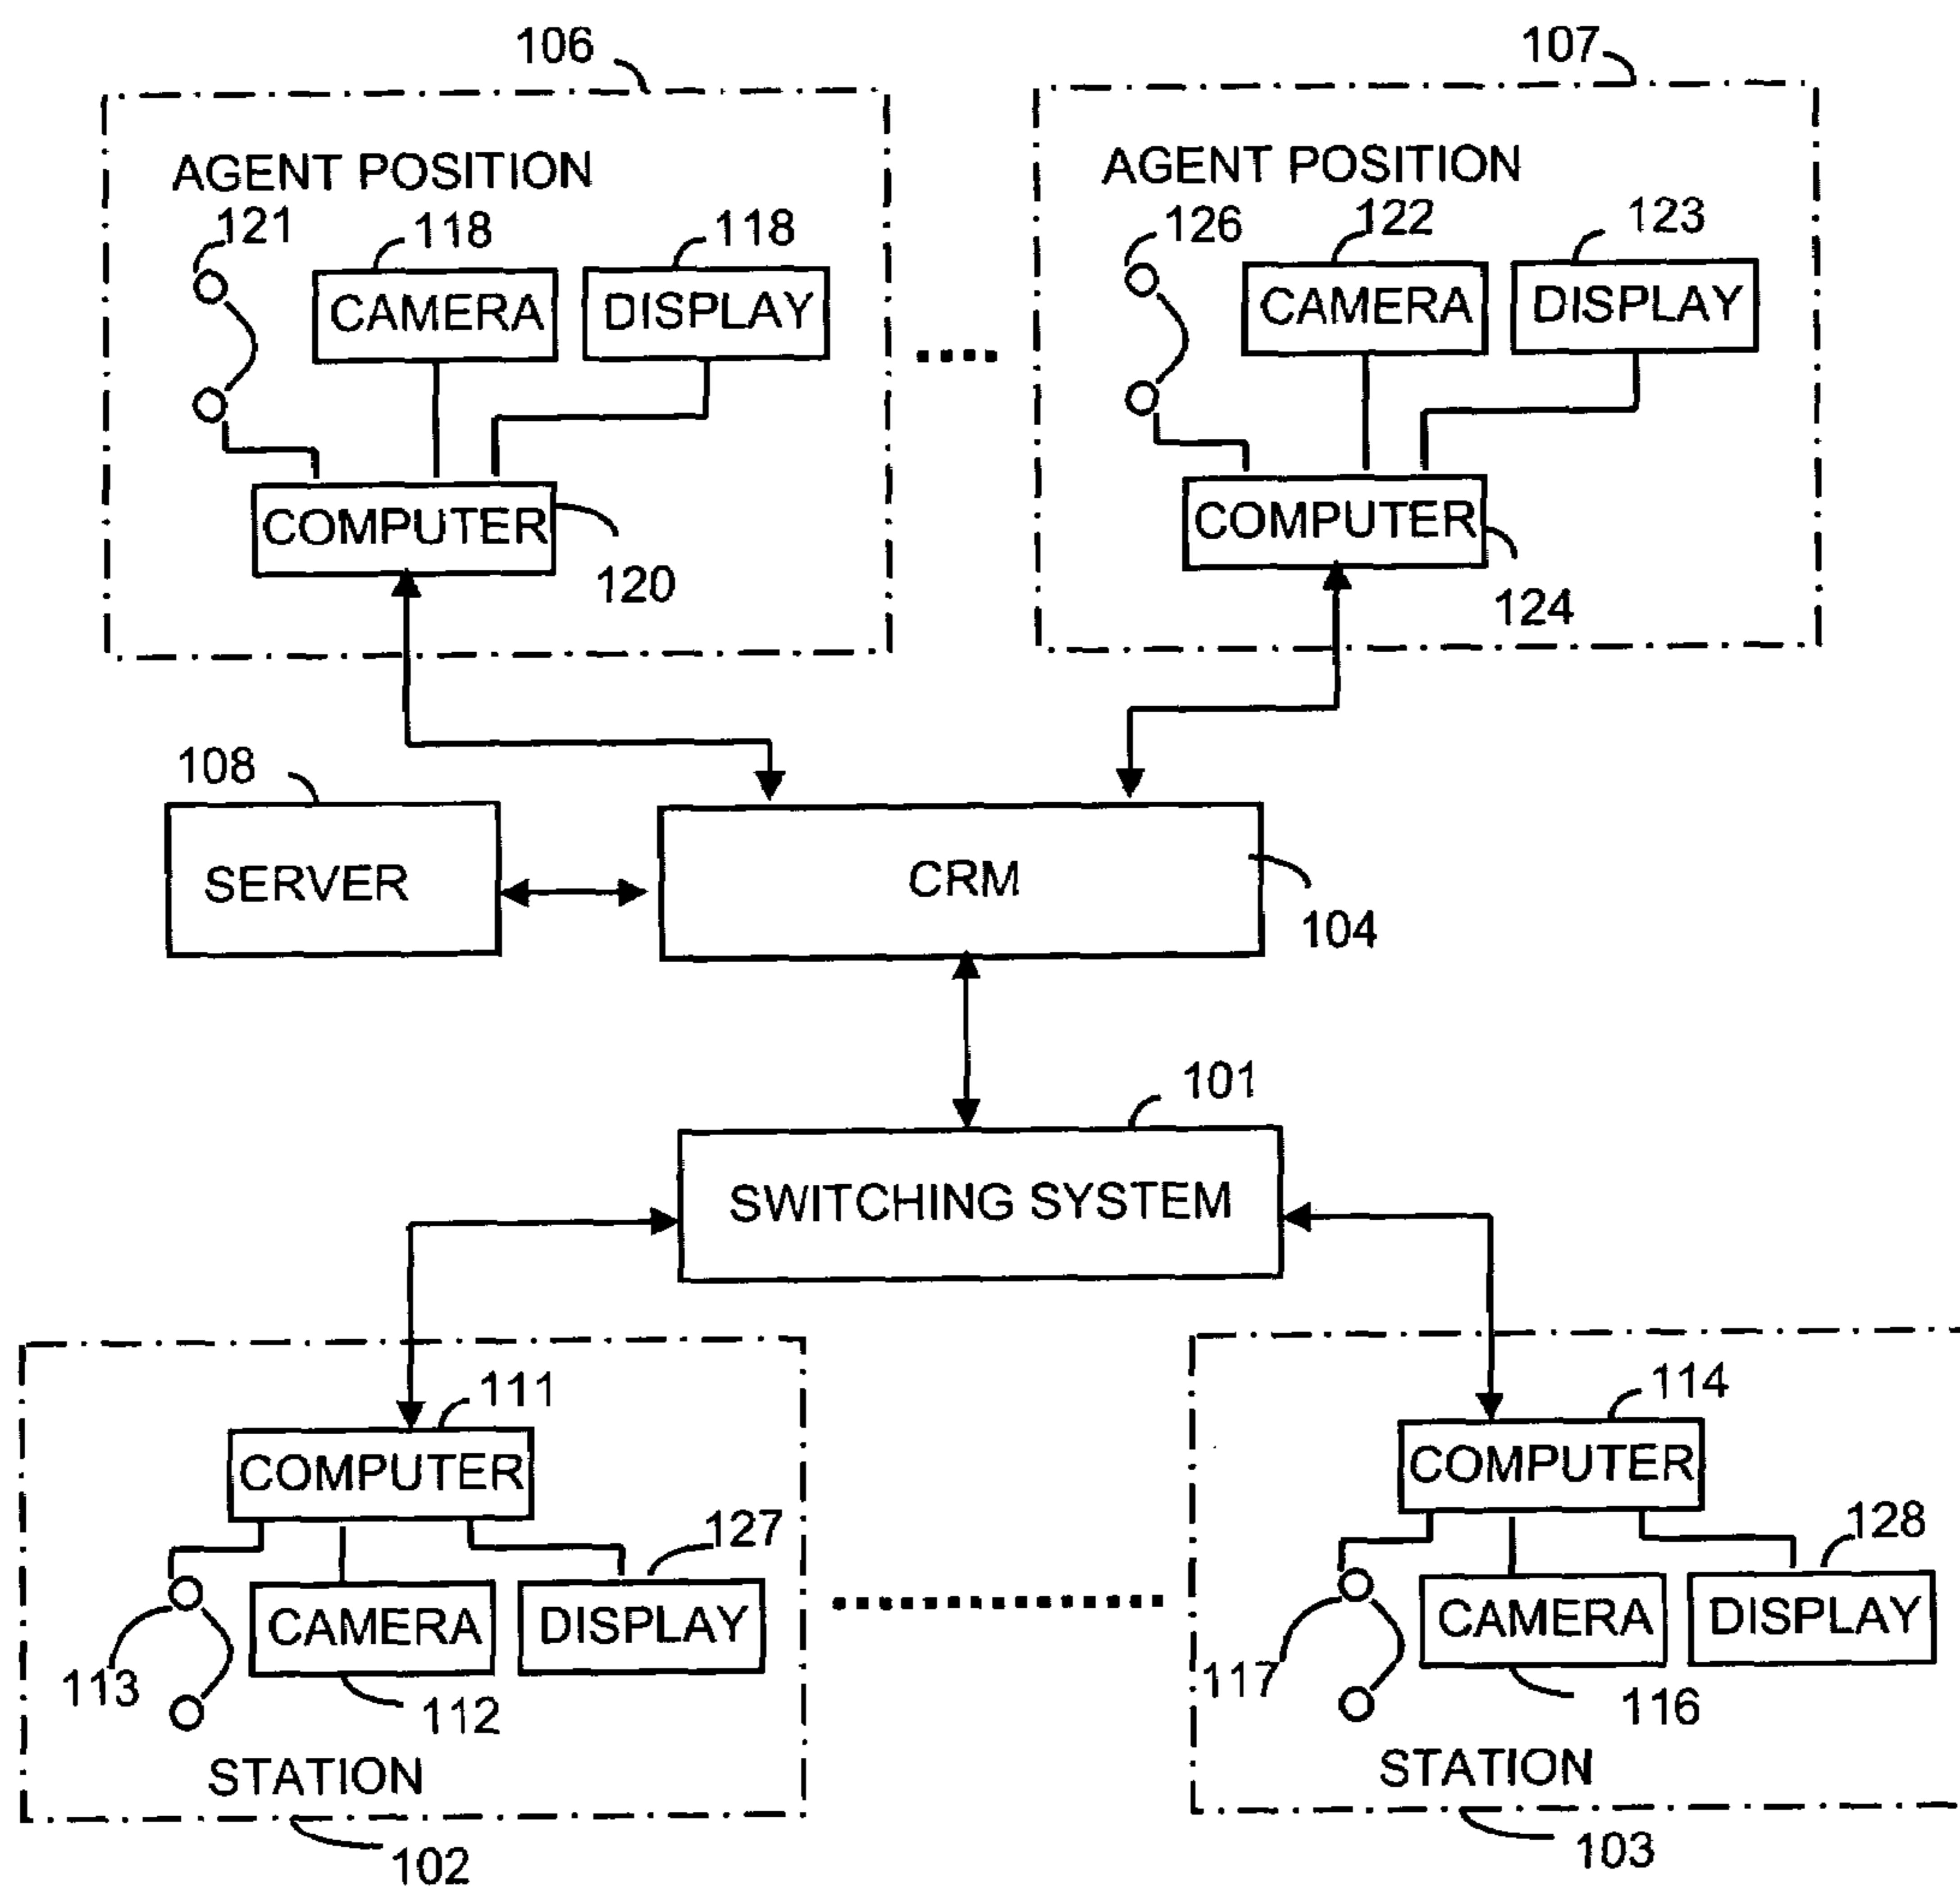 106
107
AGENT POSITION
AGENT POSITION
121
118
118
126
122
123
CAMERA
DISPLAY
CAMERA
DISPLAY
COMPUTER
COMPUTER
120
124
108
SERVER
CRM
104
101
SWITCHING SYSTEM
111
114
COMPUTER
COMPUTER
127
128
CAMERA
DISPLAY
CAMERA
DISPLAY
113
112
117
116
STATION
STATION
102
103